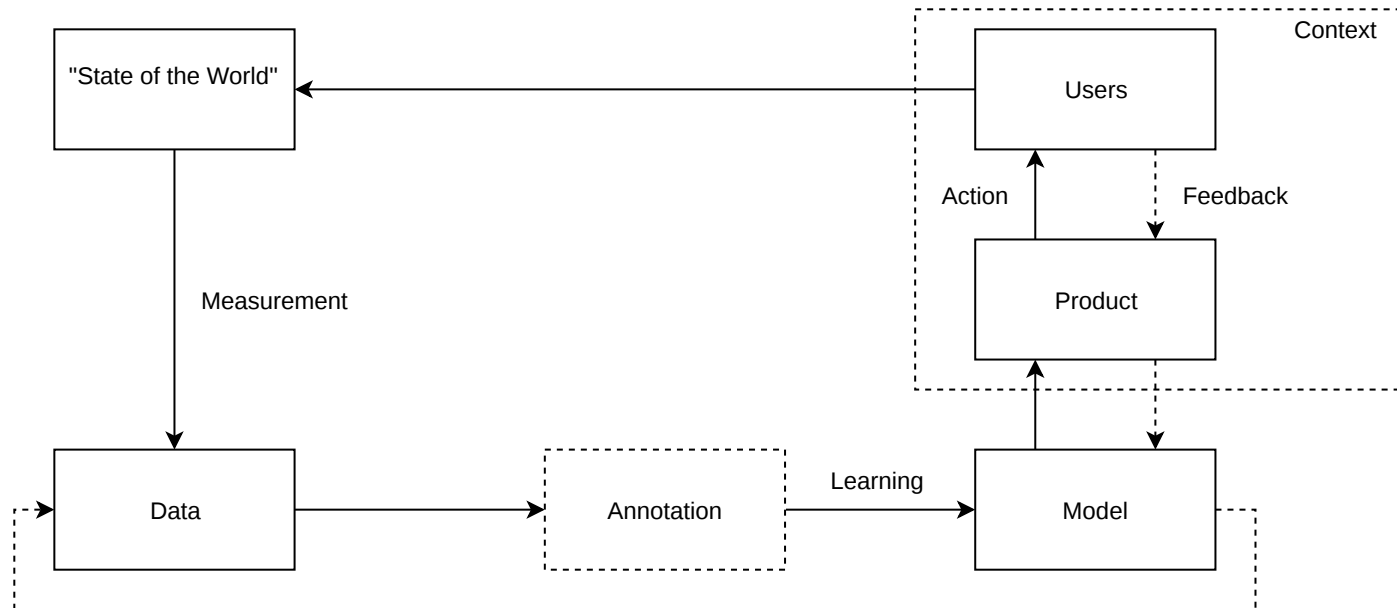 Context
"State of the World"
Users
Action
Feedback
Measurement
Product
Learning
Data
Annotation
Model